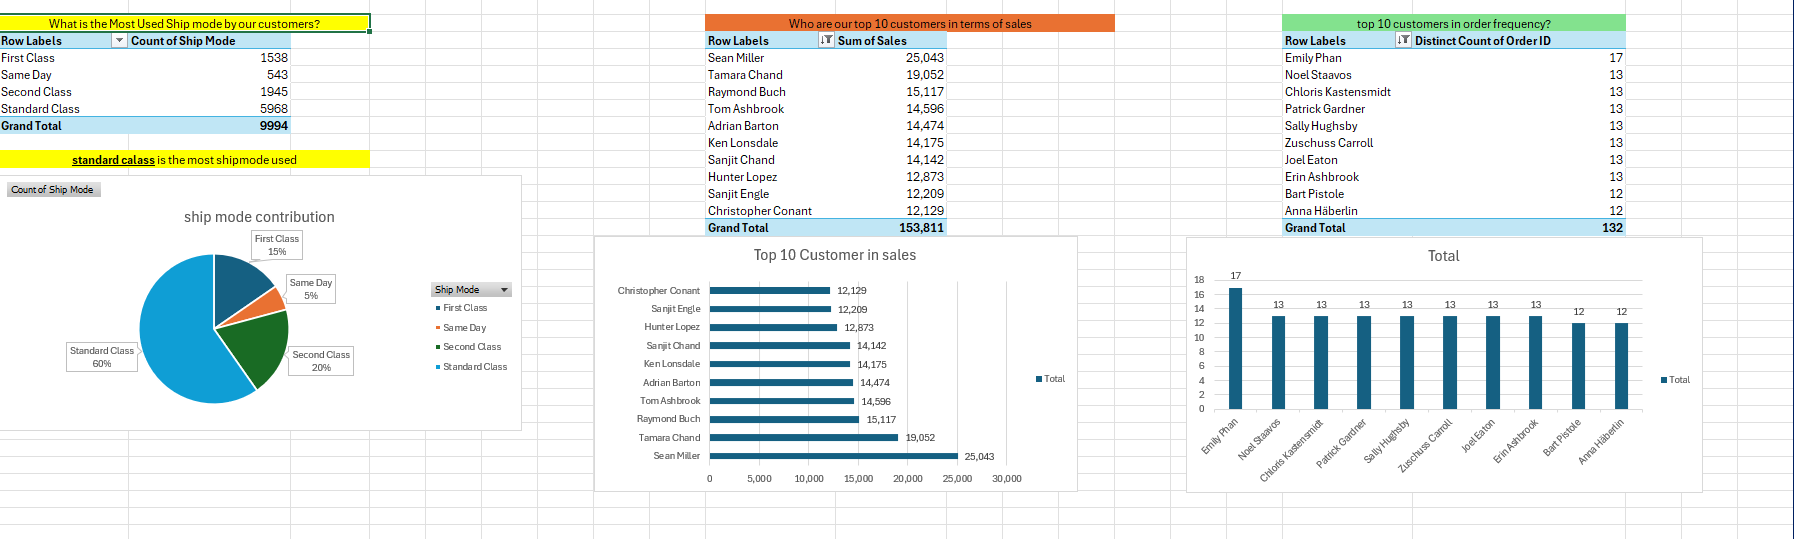 What is the Most Used Ship mode by our customers?
Row Labels Count of Ship Mode
First Class 1538
Same Day 543
Second Class 1945
Standard Class 5968
Grand Total 9994
standard calass is the most shipmode used
Count of Ship Mode
ship mode contribution
First Class
15%
Same Day
5%
Second Class
20%
Standard Class
60%
Ship Mode
First Class
Same Day
Second Class
Standard Class
Who are our top 10 customers in terms of sales
Row Labels Sum of Sales
Sean Miller 25,043
Tamara Chand 19,052
Raymond Buch 15,117
Tom Ashbrook 14,596
Adrian Barton 14,474
Ken Lonsdale 14,175
Sanjit Chand 14,142
Hunter Lopez 12,873
Sanjit Engle 12,209
Christopher Conant 12,129
Grand Total 153,811
Top 10 Customer in sales
Christopher Conant 12,129
Sanjit Engle 12,209
Hunter Lopez 12,873
Sanjit Chand 14,142
Ken Lonsdale 14,175
Adrian Barton 14,474
Tom Ashbrook 14,596
Raymond Buch 15,117
Tamara Chand 19,052
Sean Miller 25,043
0 5,000 10,000 15,000 20,000 25,000 30,000
Total
top 10 customers in order frequency?
Row Labels Distinct Count of Order ID
Emily Phan 17
Noel Staavos 13
Chloris Kastensmidt 13
Patrick Gardner 13
Sally Hughsby 13
Zuschuss Carroll 13
Joel Eaton 13
Erin Ashbrook 13
Bart Pistole 12
Anna Häberlin 12
Grand Total 132
Total
18
16
14
12
10
8
6
4
2
0
17 13 13 13 13 13 13 13 12 12
Emily Phan
Noel Staavos
Chloris Kastensmidt
Patrick Gardner
Sally Hughsby
Zuschuss Carroll
Joel Eaton
Erin Ashbrook
Bart Pistole
Anna Häberlin
Total